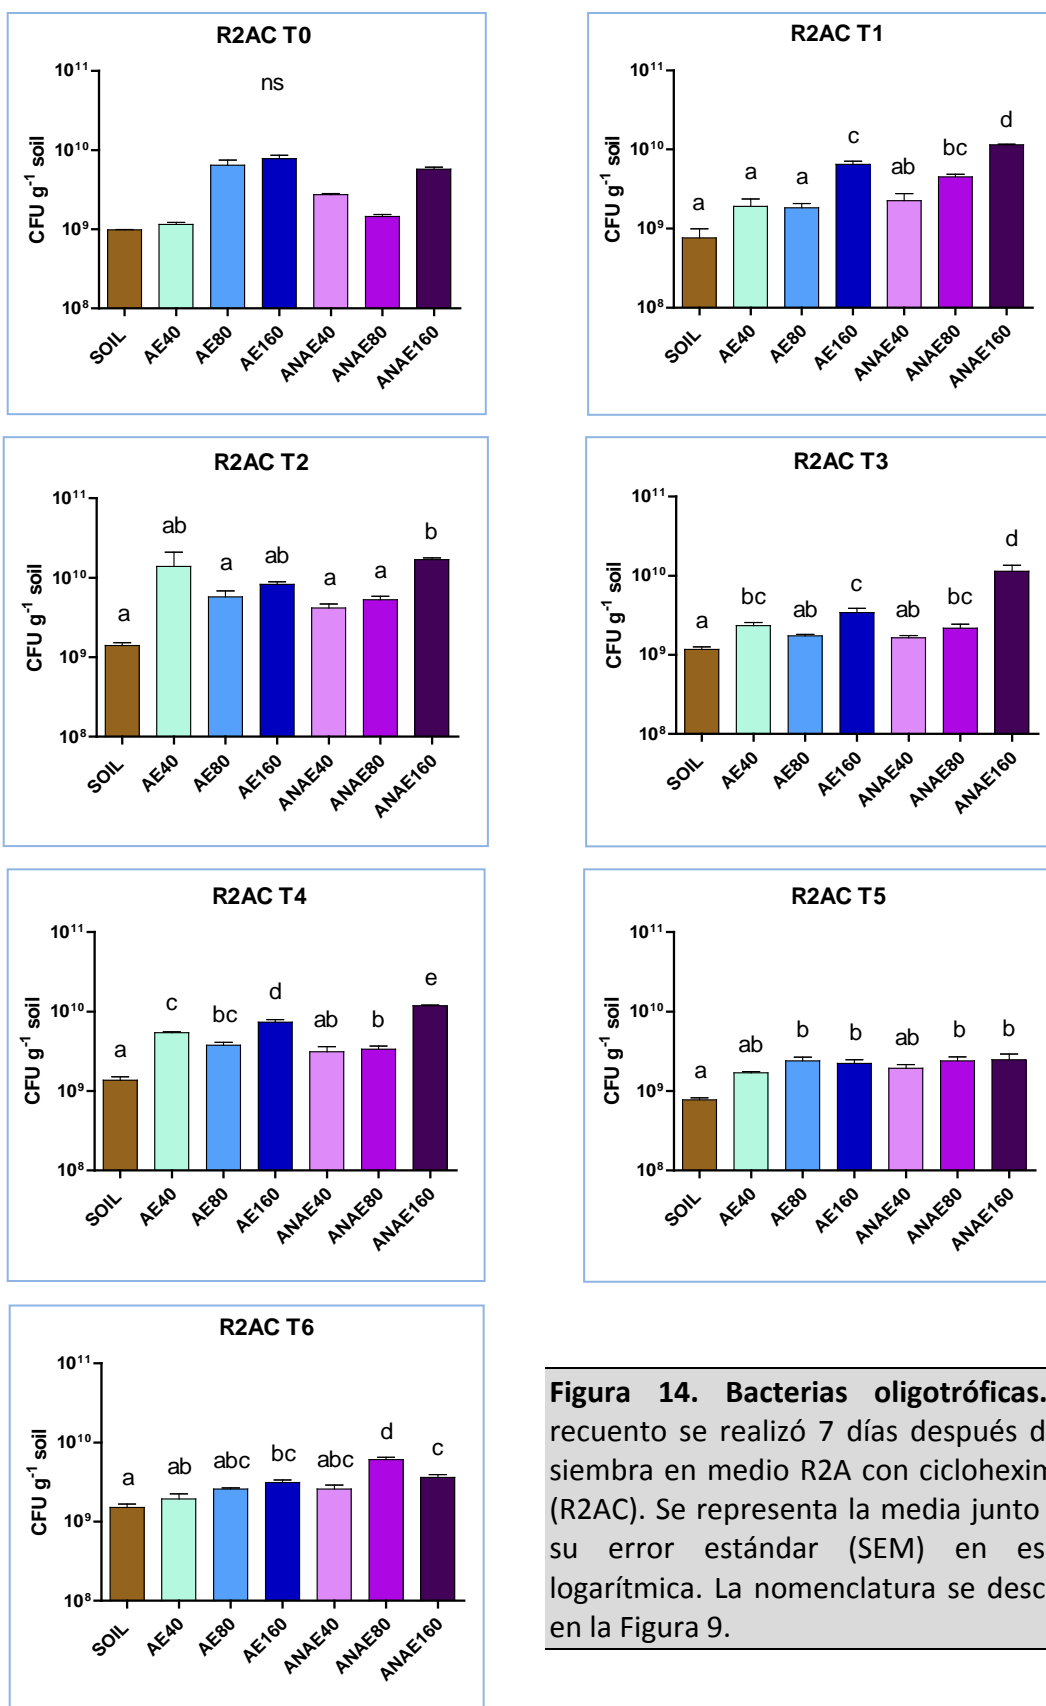 R2AC T0
10¹¹
ns
10¹⁰
10⁹
10⁸
CFU g⁻¹ soil
SOIL AE40 AE80 AE160 ANAE40 ANAE80 ANAE160
R2AC T1
10¹¹
10¹⁰
10⁹
10⁸
CFU g⁻¹ soil
a a a c ab bc d
SOIL AE40 AE80 AE160 ANAE40 ANAE80 ANAE160
R2AC T2
10¹¹
10¹⁰
10⁹
10⁸
CFU g⁻¹ soil
a ab a ab a a b
SOIL AE40 AE80 AE160 ANAE40 ANAE80 ANAE160
R2AC T3
10¹¹
10¹⁰
10⁹
10⁸
CFU g⁻¹ soil
a bc ab c ab bc d
SOIL AE40 AE80 AE160 ANAE40 ANAE80 ANAE160
R2AC T4
10¹¹
10¹⁰
10⁹
10⁸
CFU g⁻¹ soil
a c bc d ab b e
SOIL AE40 AE80 AE160 ANAE40 ANAE80 ANAE160
R2AC T5
10¹¹
10¹⁰
10⁹
10⁸
CFU g⁻¹ soil
a ab b b ab b b
SOIL AE40 AE80 AE160 ANAE40 ANAE80 ANAE160
R2AC T6
10¹¹
10¹⁰
10⁹
10⁸
CFU g⁻¹ soil
a ab abc bc abc d c
SOIL AE40 AE80 AE160 ANAE40 ANAE80 ANAE160
Figura 14. Bacterias oligotróficas.
recuento se realizó 7 días después d
siembra en medio R2A con ciclohexim
(R2AC). Se representa la media junto
su error estándar (SEM) en es
logarítmica. La nomenclatura se desc
en la Figura 9.